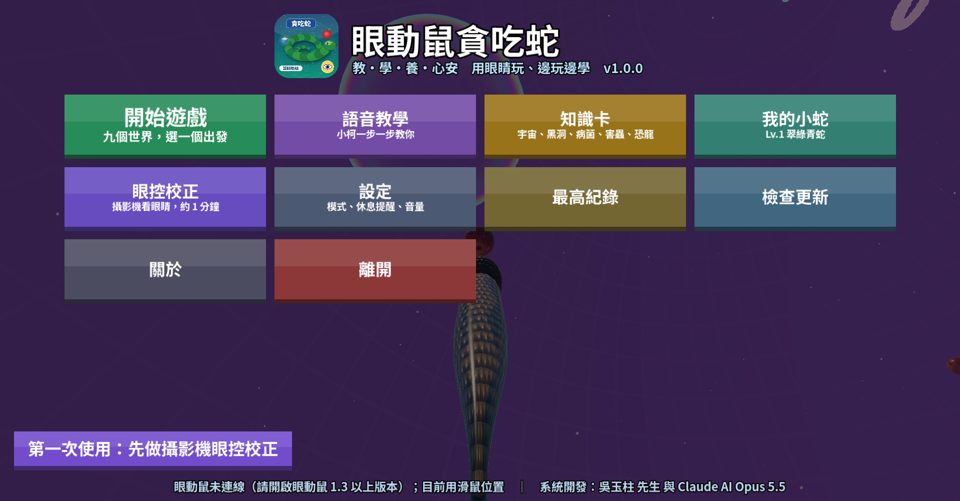 貪吃蛇
眼動鼠貪吃蛇
教・學・養・心安　用眼睛玩、邊玩邊學　v1.0.0
開始遊戲
九個世界，選一個出發
語音教學
小柯一步一步教你
知識卡
宇宙、黑洞、病菌、害蟲、恐龍
我的小蛇
Lv.1 翠綠青蛇
眼控校正
攝影機看眼睛，約 1 分鐘
設定
模式、休息提醒、音量
最高紀錄
檢查更新
關於
離開
第一次使用：先做攝影機眼控校正
眼動鼠未連線（請開啟眼動鼠 1.3 以上版本）；目前用滑鼠位置　｜　系統開發：吳玉柱 先生 與 Claude AI Opus 5.5